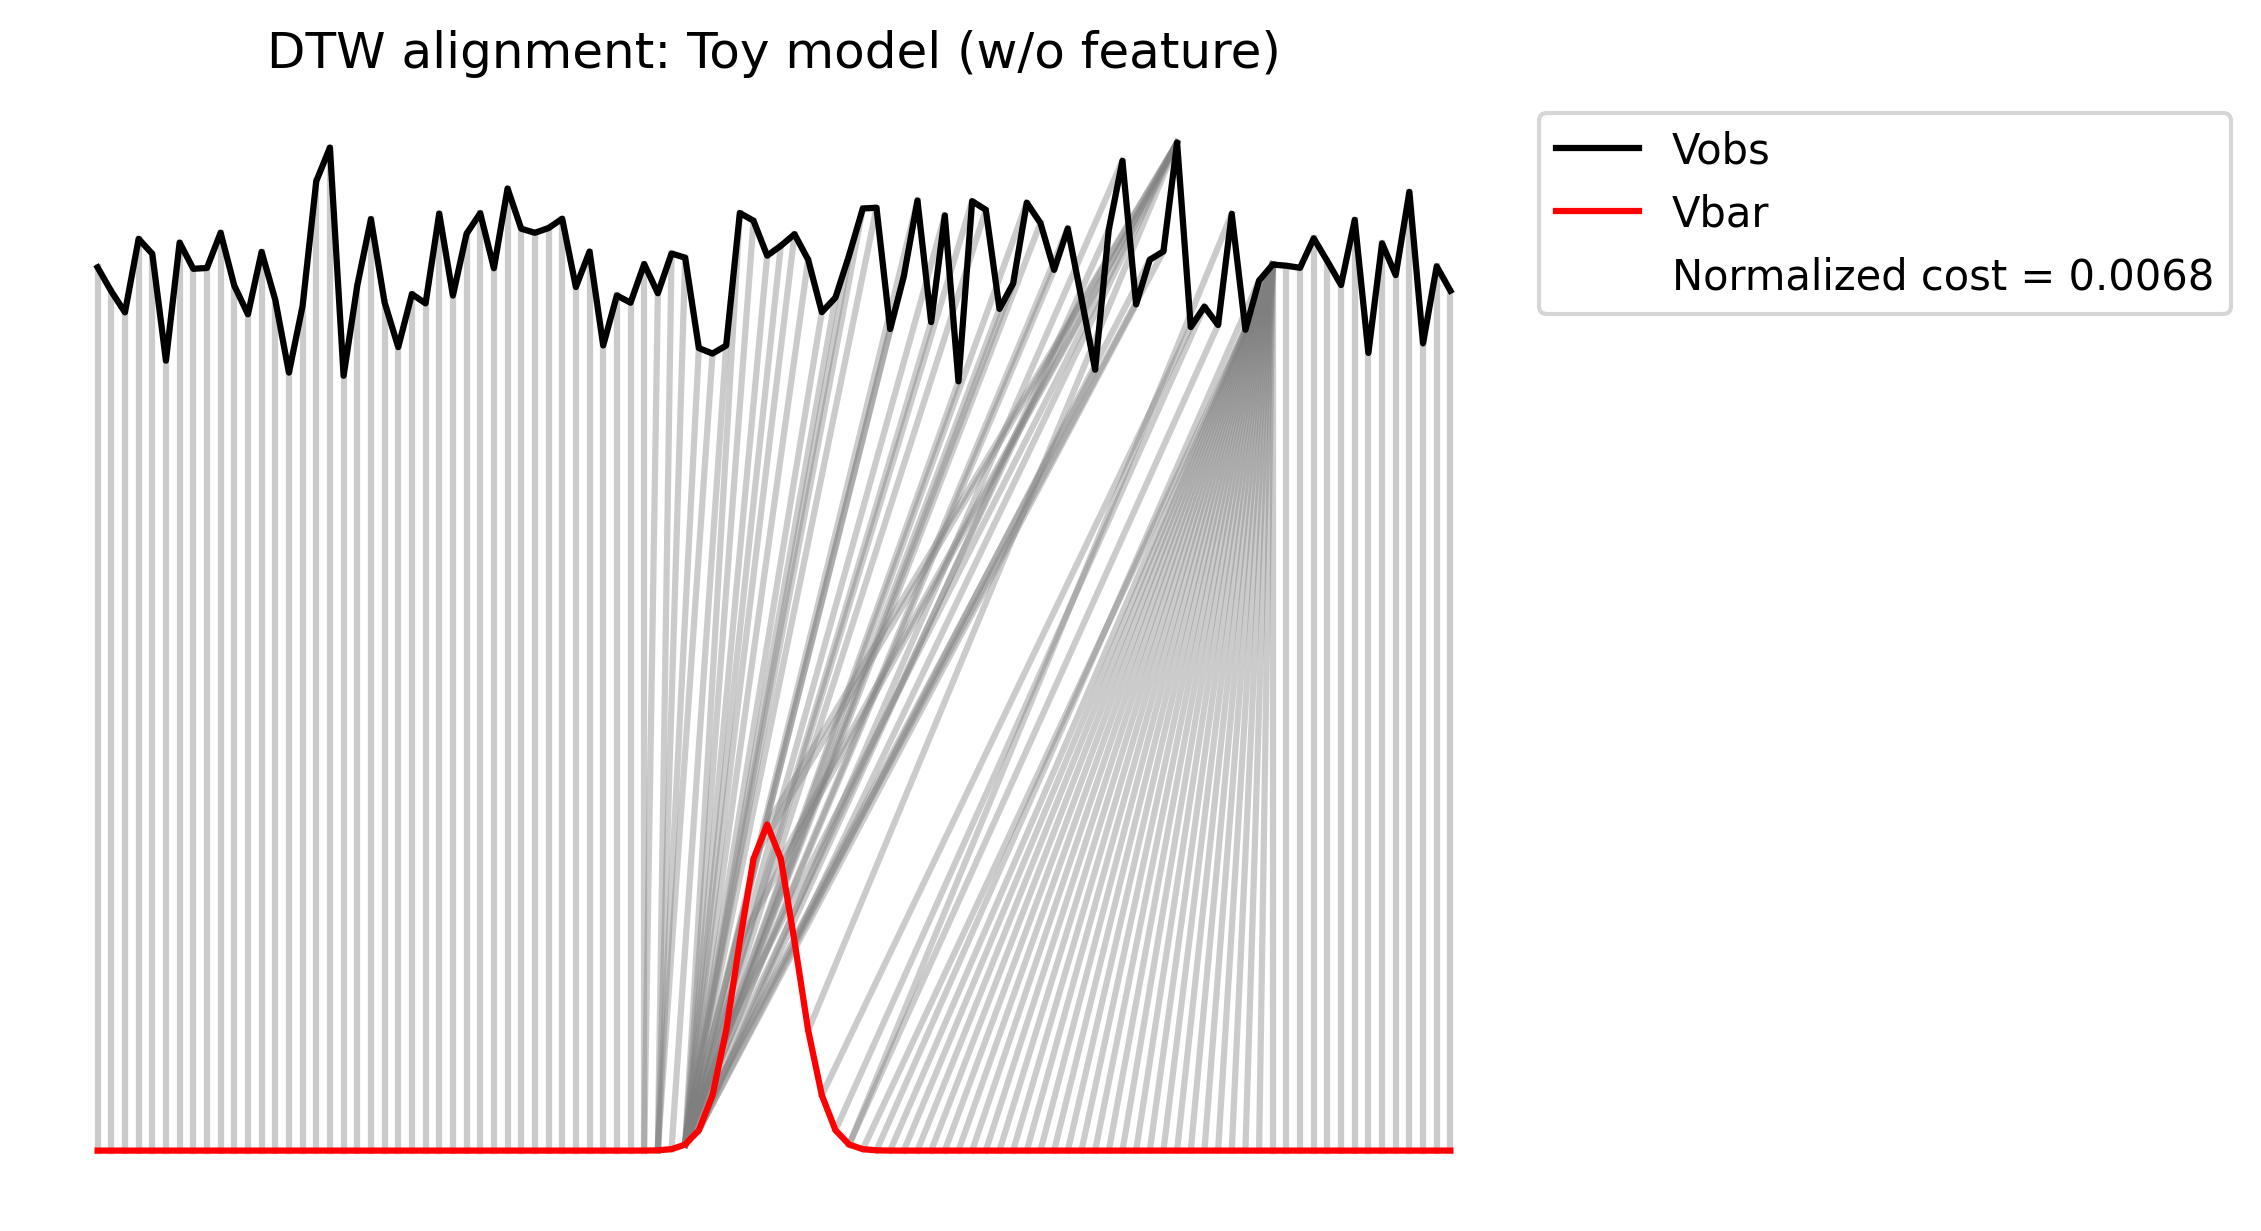 DTW alignment: Toy model (w/o feature)
Vobs
Vbar
Normalized cost = 0.0068